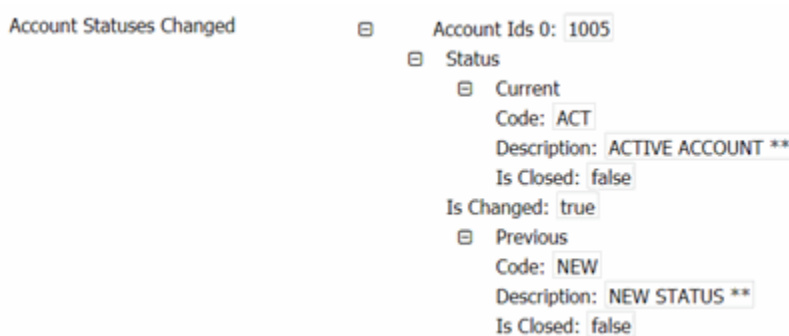 Account Statuses Changed Account Ids 0: 1005
Status
Current
Code: ACT
Description: ACTIVE ACCOUNT **
Is Closed: false
Is Changed: true
Previous
Code: NEW
Description: NEW STATUS **
Is Closed: false